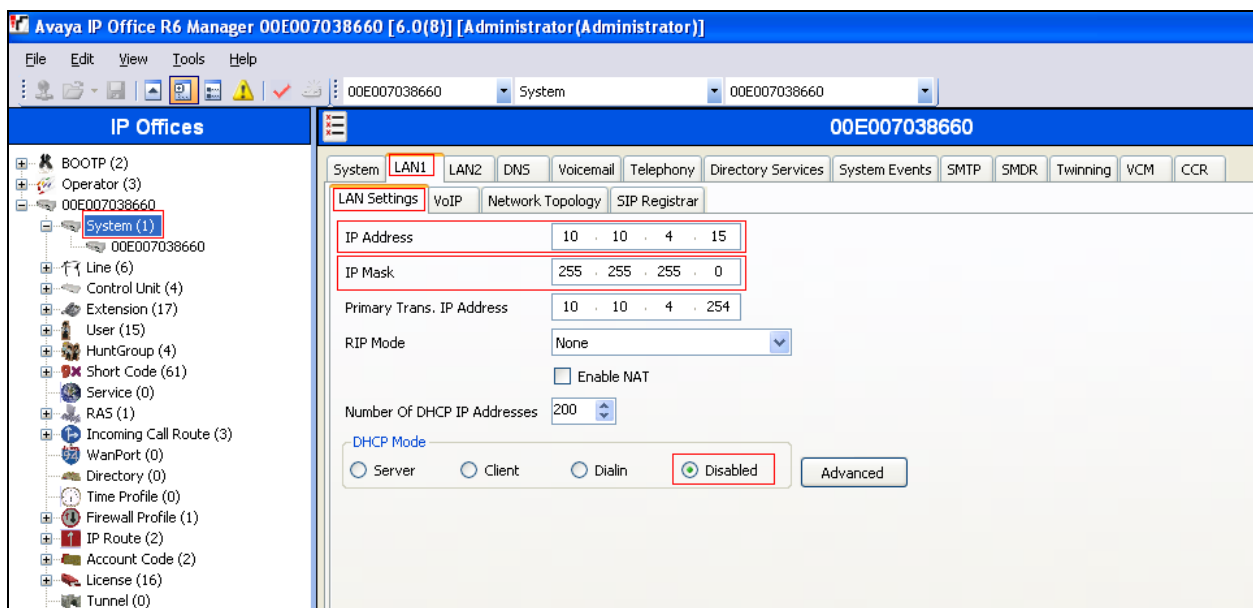 Avaya IP Office R6 Manager 00E007038660 [6.0(8)] [Administrator(Administrator)]
File Edit View Tools Help
00E007038660 System 00E007038660
IP Offices
BOOTP (2)
Operator (3)
00E007038660
System (1)
00E007038660
Line (6)
Control Unit (4)
Extension (17)
User (15)
HuntGroup (4)
Short Code (61)
Service (0)
RAS (1)
Incoming Call Route (3)
WanPort (0)
Directory (0)
Time Profile (0)
Firewall Profile (1)
IP Route (2)
Account Code (2)
License (16)
Tunnel (0)
00E007038660
System LAN1 LAN2 DNS Voicemail Telephony Directory Services System Events SMTP SMDR Twinning VCM CCR
LAN Settings VoIP Network Topology SIP Registrar
IP Address 10 . 10 . 4 . 15
IP Mask 255 . 255 . 255 . 0
Primary Trans. IP Address 10 . 10 . 4 . 254
RIP Mode None
Enable NAT
Number Of DHCP IP Addresses 200
DHCP Mode
Server Client Dialin Disabled Advanced